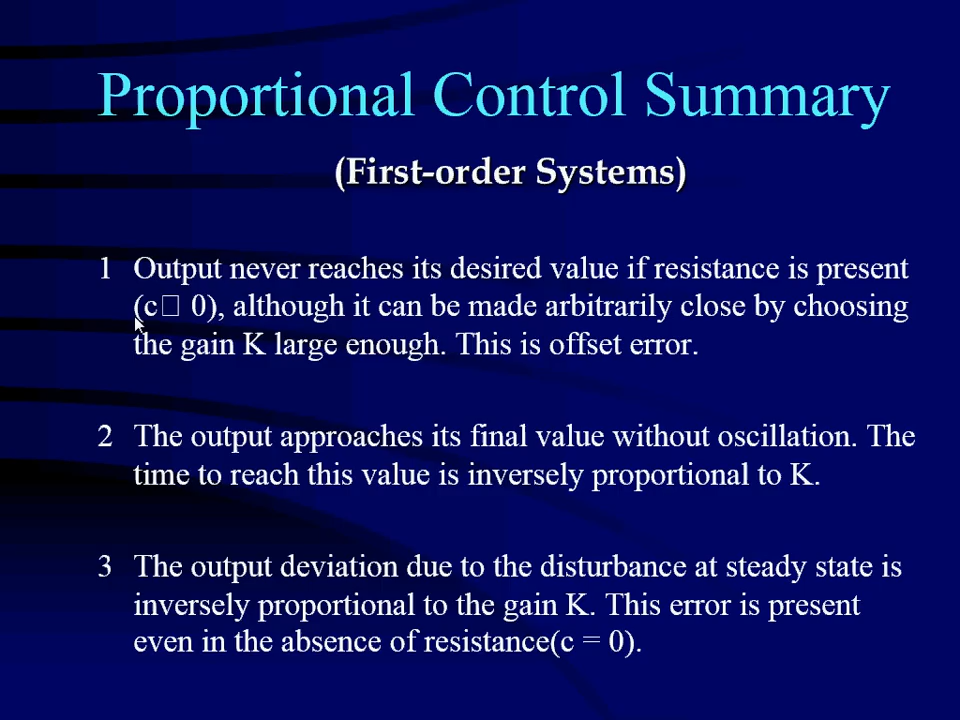 Proportional Control Summary
(First-order Systems)
1 Output never reaches its desired value if resistance is present
(c□ 0), although it can be made arbitrarily close by choosing
the gain K large enough. This is offset error.
2 The output approaches its final value without oscillation. The
time to reach this value is inversely proportional to K.
3 The output deviation due to the disturbance at steady state is
inversely proportional to the gain K. This error is present
even in the absence of resistance(c = 0).